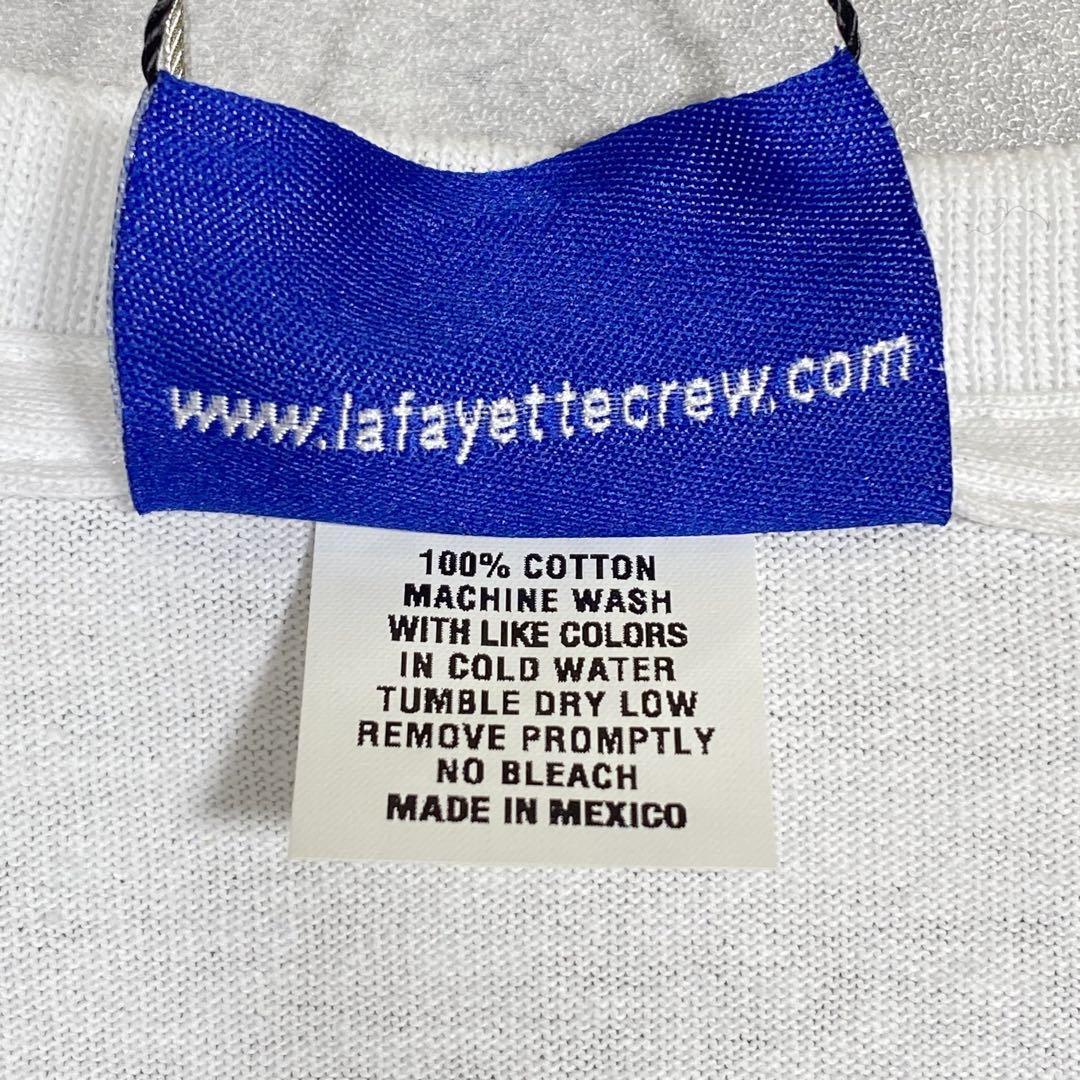 www.lafayettecrew.com
100% COTTON
MACHINE WASH
WITH LIKE COLORS
IN COLD WATER
TUMBLE DRY LOW
REMOVE PROMPTLY
NO BLEACH
MADE IN MEXICO